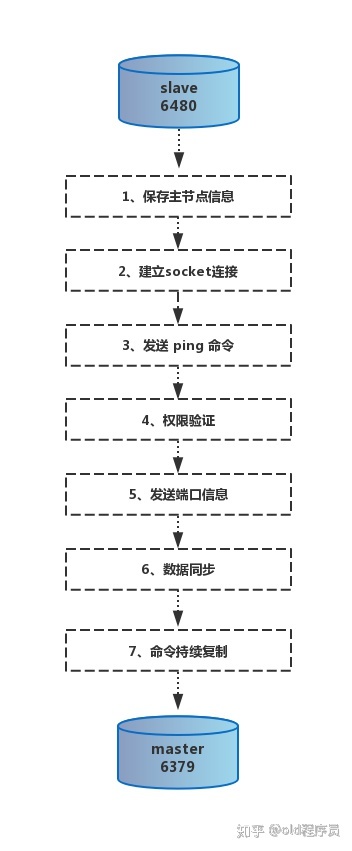 slave
6480
1、保存主节点信息
2、建立socket连接
3、发送 ping 命令
4、权限验证
5、发送端口信息
6、数据同步
7、命令持续复制
master
6379
知乎 @old程序员